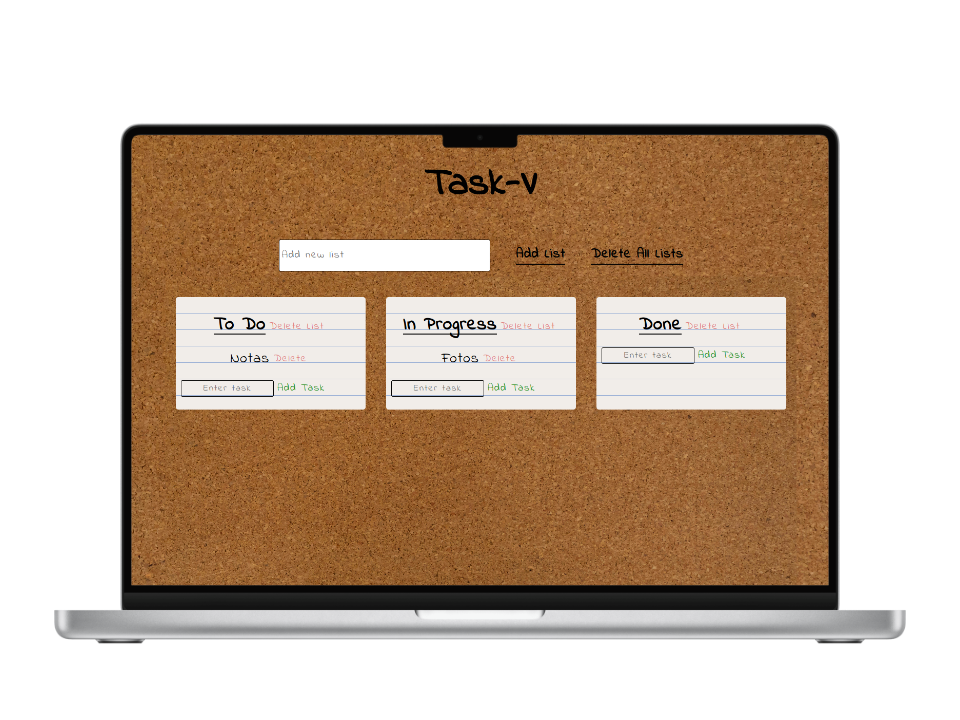 Task-V
Add new list
Add List
Delete All Lists
To Do Delete List
Notas Delete
Enter task Add Task
In Progress Delete List
Fotos Delete
Enter task Add Task
Done Delete List
Enter task Add Task